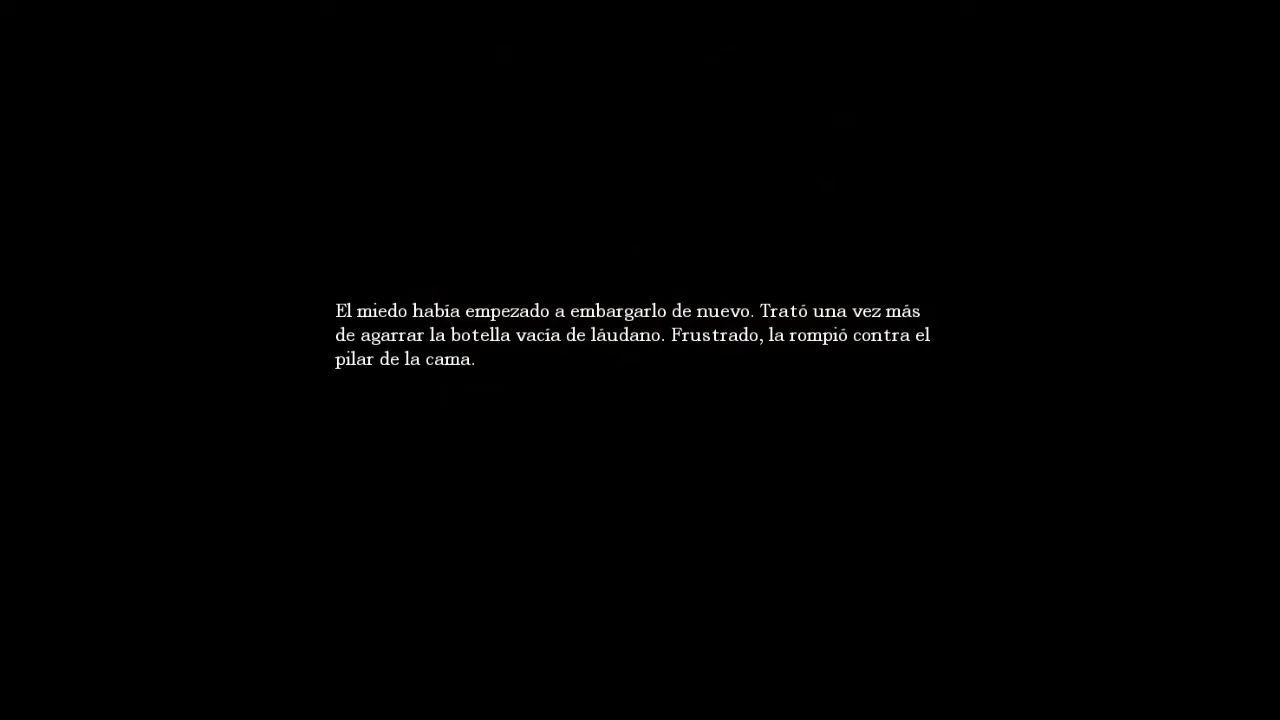 El miedo había empezado a embargarlo de nuevo. Trató una vez más
de agarrar la botella vacía de láudano. Frustrado, la rompió contra el
pilar de la cama.